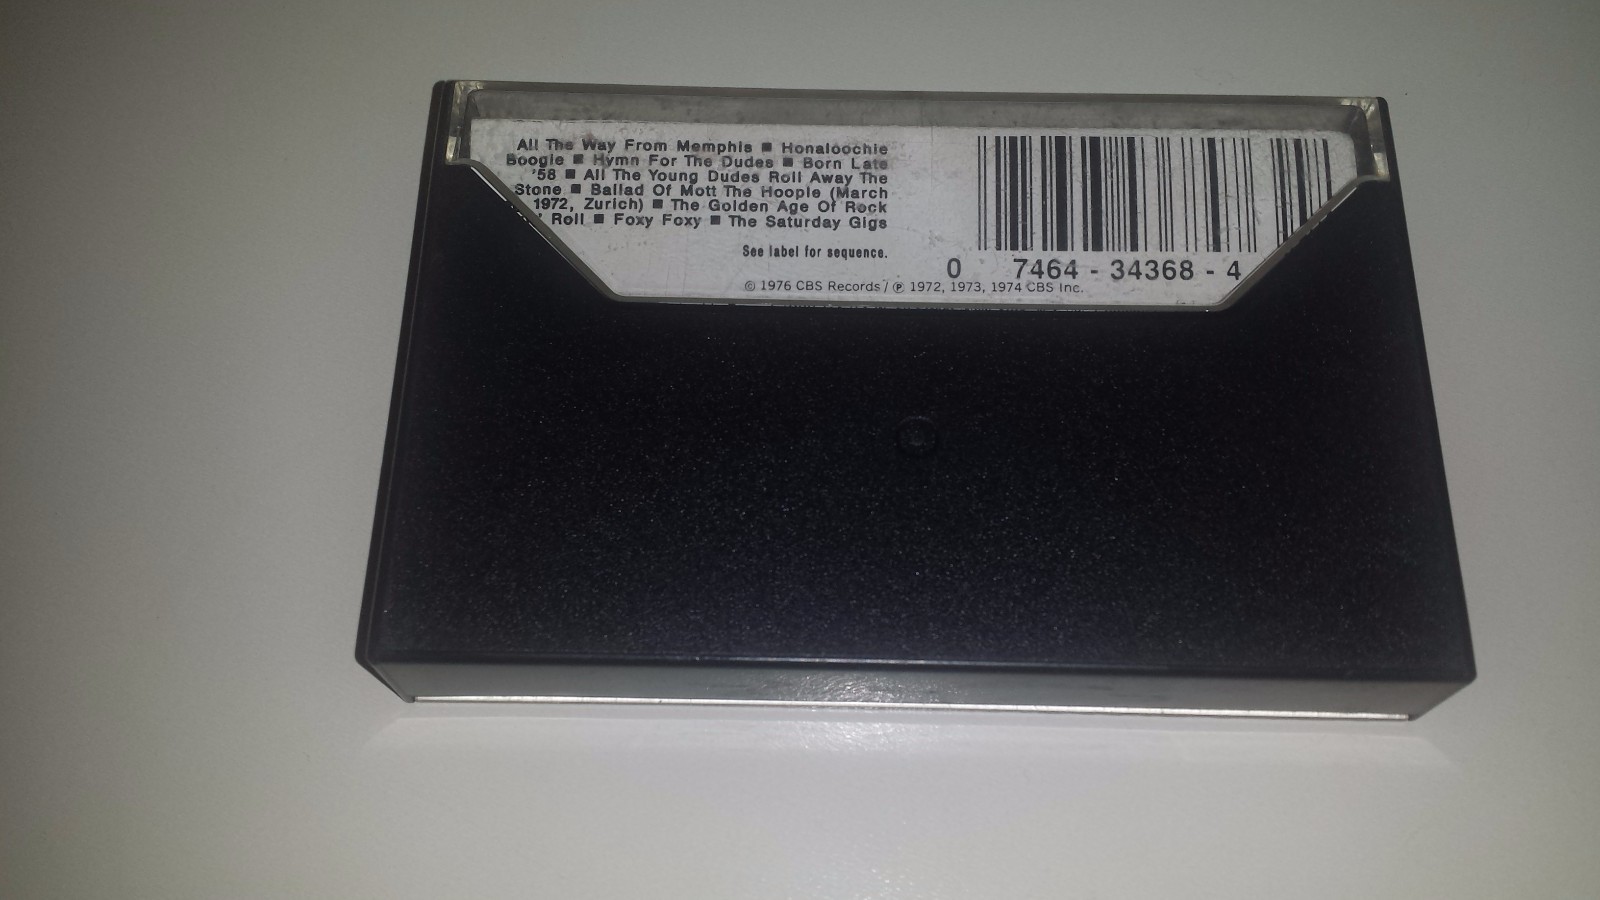 All The Way From Memphis ■ Honaloochie
Boogie ■ Hymn For The Dudes ■ Born Late
'58 ■ All The Young Dudes Roll Away The
Stone ■ Ballad Of Mott The Hoople (March
1972, Zurich) ■ The Golden Age Of Rock
' Roll ■ Foxy Foxy ■ The Saturday Gigs
See label for sequence.
0 7464 - 34368 - 4
© 1976 CBS Records / ℗ 1972, 1973, 1974 CBS Inc.